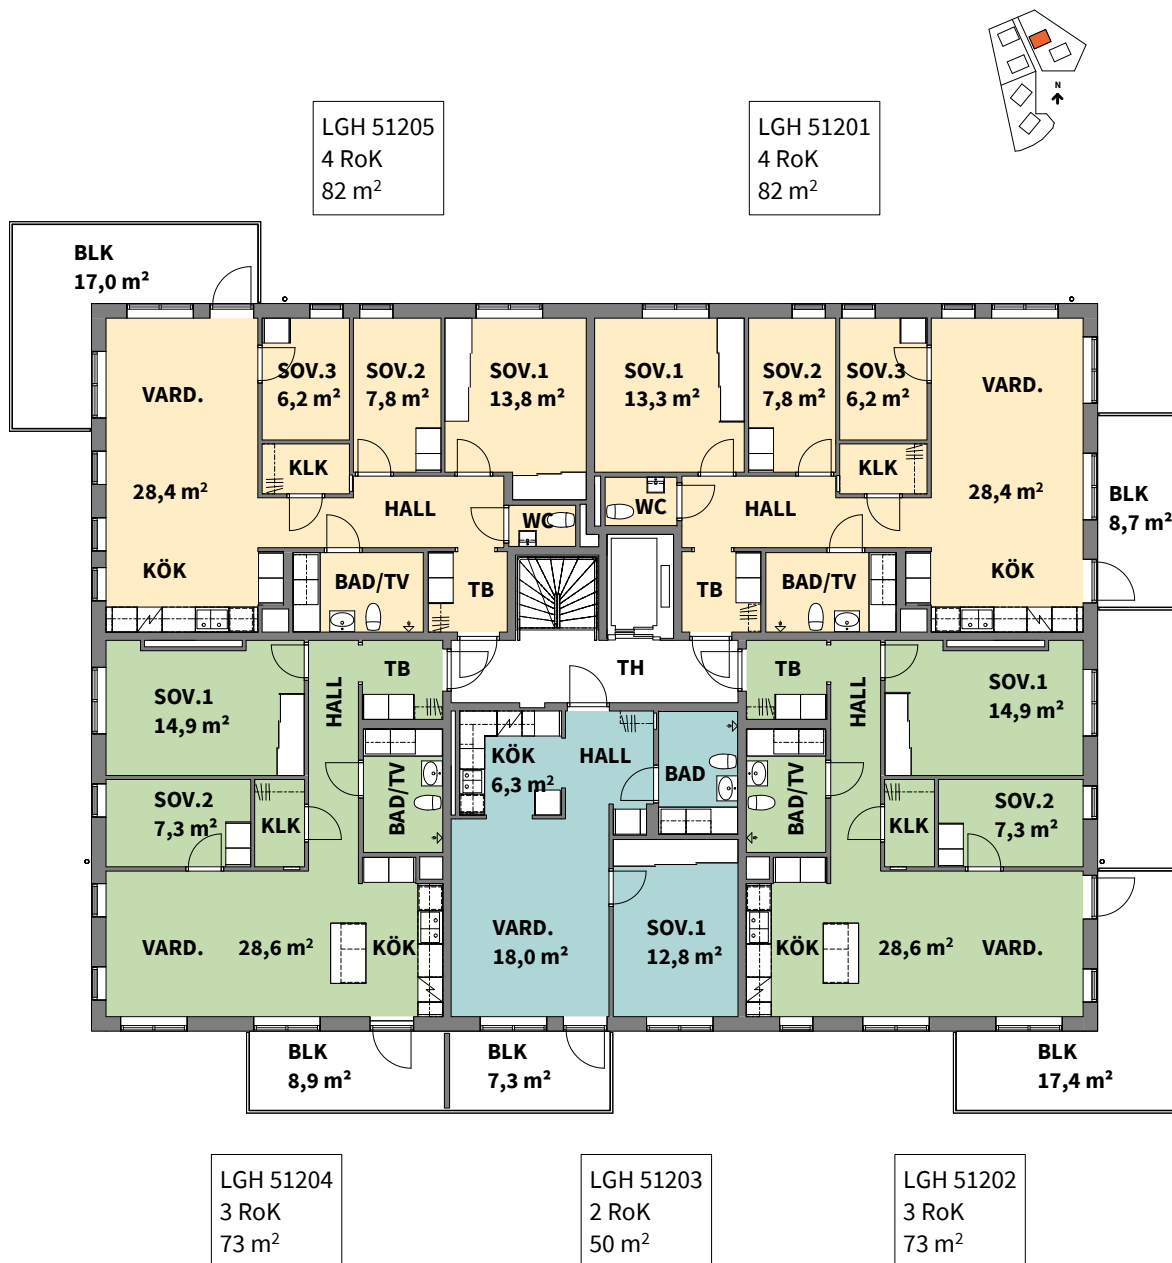 N
LGH 51205
4 RoK
82 m²
LGH 51201
4 RoK
82 m²
BLK
17,0 m²
VARD.
28,4 m²
KÖK
SOV.3
6,2 m²
SOV.2
7,8 m²
SOV.1
13,8 m²
KLK
HALL
WC
BAD/TV
TB
SOV.1
13,3 m²
SOV.2
7,8 m²
SOV.3
6,2 m²
VARD.
28,4 m²
KÖK
KLK
WC
HALL
TB
BAD/TV
BLK
8,7 m²
TH
SOV.1
14,9 m²
HALL
TB
SOV.2
7,3 m²
KLK
BAD/TV
VARD.
28,6 m²
KÖK
KÖK
6,3 m²
HALL
BAD
VARD.
18,0 m²
SOV.1
12,8 m²
TB
HALL
SOV.1
14,9 m²
BAD/TV
KLK
SOV.2
7,3 m²
KÖK
28,6 m²
VARD.
BLK
8,9 m²
BLK
7,3 m²
BLK
17,4 m²
LGH 51204
3 RoK
73 m²
LGH 51203
2 RoK
50 m²
LGH 51202
3 RoK
73 m²